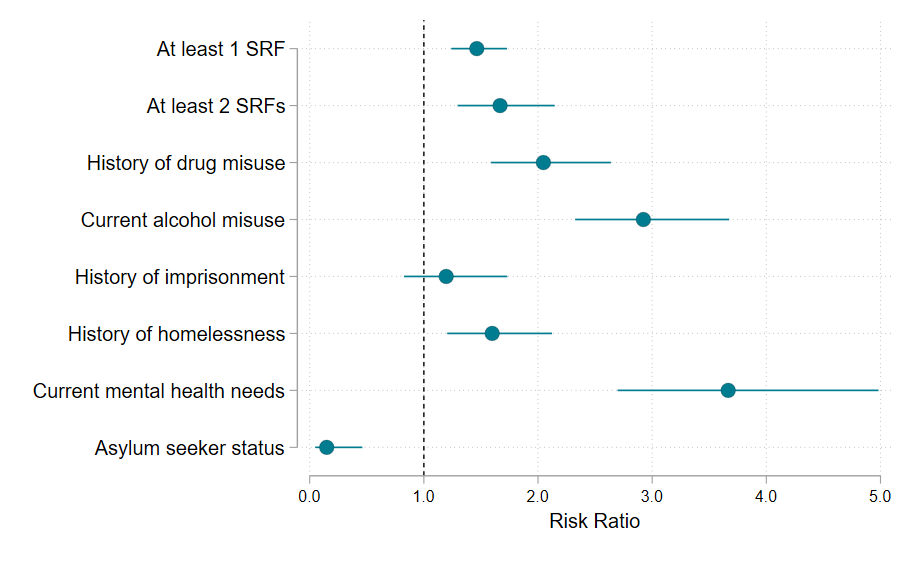 At least 1 SRF
At least 2 SRFs
History of drug misuse
Current alcohol misuse
History of imprisonment
History of homelessness
Current mental health needs
Asylum seeker status
0.0 1.0 2.0 3.0 4.0 5.0
Risk Ratio